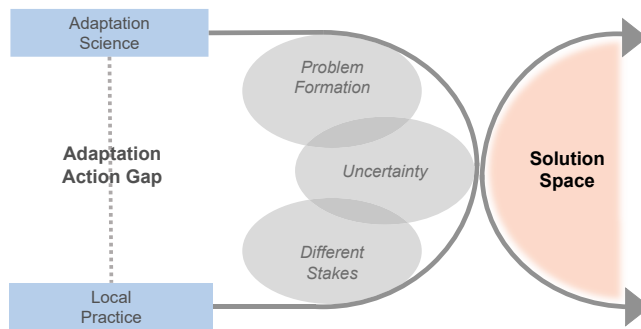 Adaptation
Science
Problem
Formation
Adaptation
Action Gap
Uncertainty
Solution
Space
Different
Stakes
Local
Practice